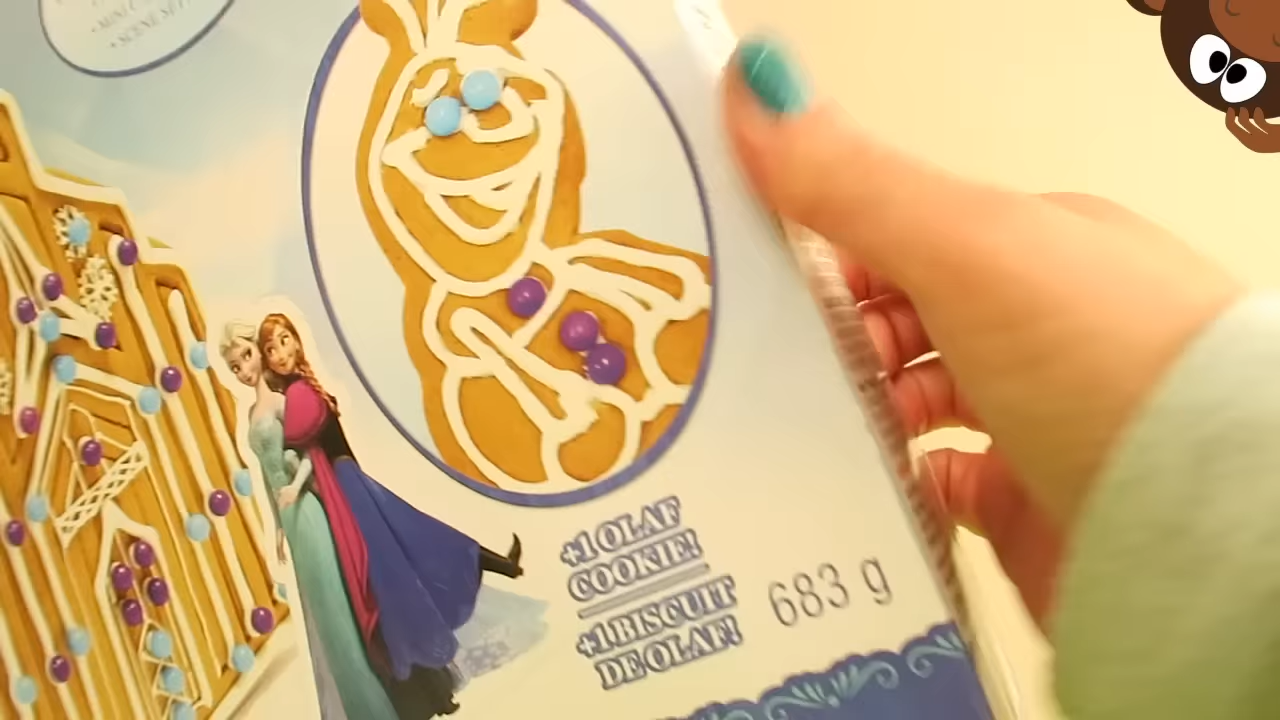 +1 OLAF
COOKIE!
+1 BISCUIT
DE OLAF!
683 g